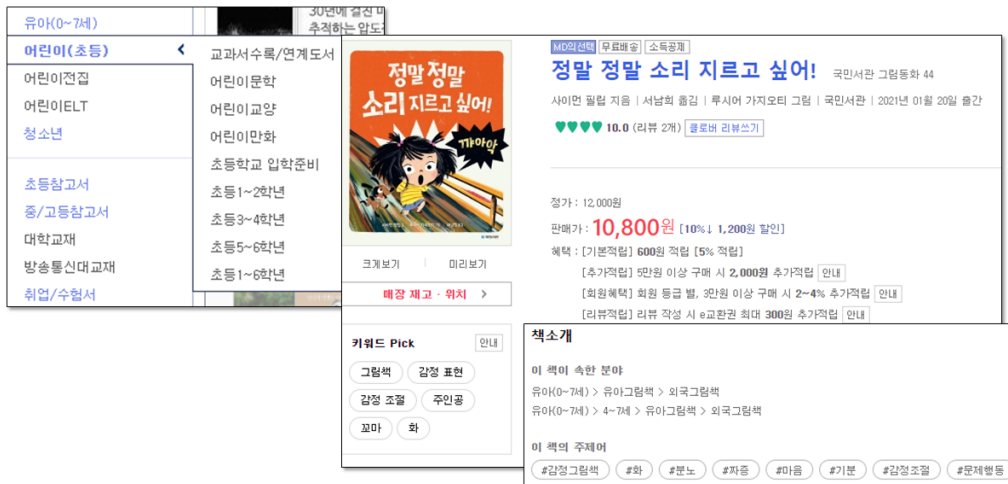 유아(0~7세)
어린이(초등)
어린이전집
어린이ELT
청소년
초등참고서
중/고등참고서
대학교재
방송통신대교재
취업/수험서
30년에 걸친 미
추적하는 압도
교과서수록/연계도서
어린이문학
어린이교양
어린이만화
초등학교 입학준비
초등1~2학년
초등3~4학년
초등5~6학년
초등1~6학년
정말 정말
소리 지르고 싶어!
꺄아악
크게보기
미리보기
매장 재고 · 위치
키워드 Pick 안내
그림책 감정 표현
감정 조절 주인공
꼬마 화
MD의선택 무료배송 소득공제
정말 정말 소리 지르고 싶어! 국민서관 그림동화 44
사이먼 필립 지음 | 서남희 옮김 | 루시어 가지오티 그림 | 국민서관 | 2021년 01월 20일 출간
10.0 (리뷰 2개) 클로버 리뷰쓰기
정가 : 12,000원
판매가 : 10,800원 [10%↓ 1,200원 할인]
혜택 : [기본적립] 600원 적립 [5% 적립]
[추가적립] 5만원 이상 구매 시 2,000원 추가적립 안내
[회원혜택] 회원 등급 별, 3만원 이상 구매 시 2~4% 추가적립 안내
[리뷰적립] 리뷰 작성 시 e교환권 최대 300원 추가적립 안내
책소개
이 책이 속한 분야
유아(0~7세) > 유아그림책 > 외국그림책
유아(0~7세) > 4~7세 > 유아그림책 > 외국그림책
이 책의 주제어
#감정그림책 #화 #분노 #짜증 #마음 #기분 #감정조절 #문제행동